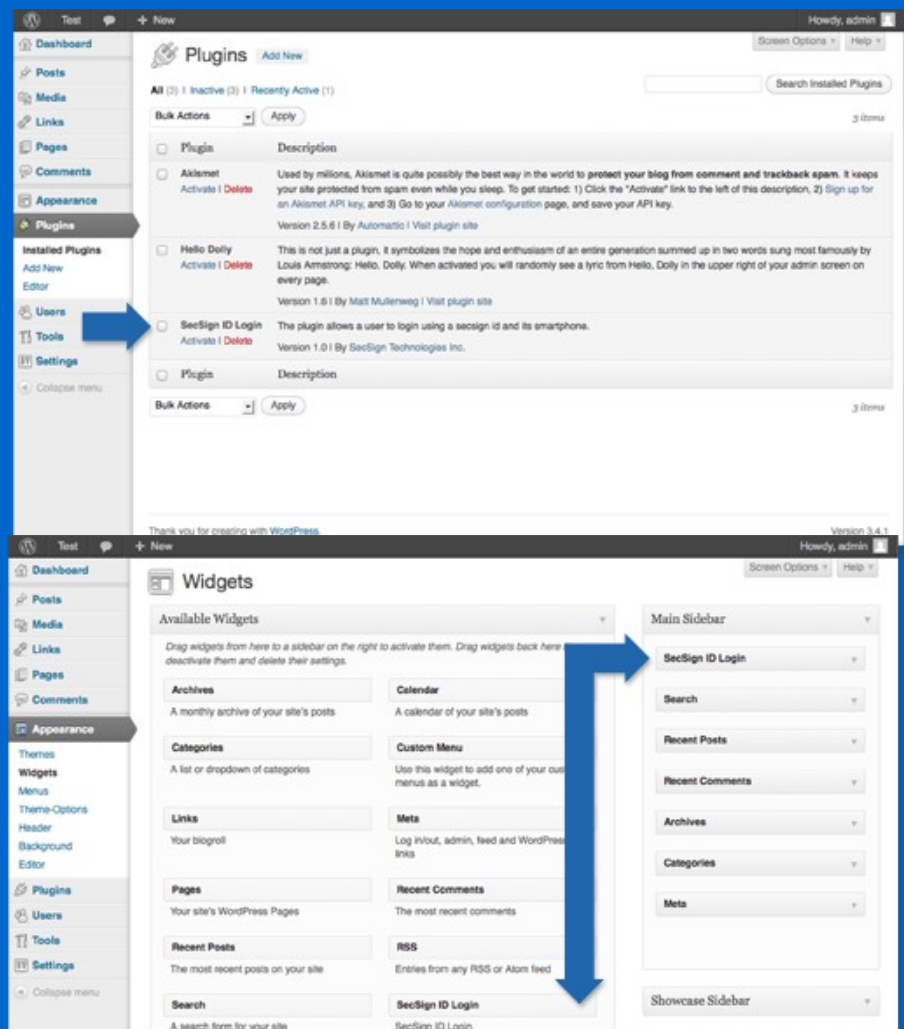 Test + New Howdy, admin
Dashboard
Posts
Media
Links
Pages
Comments
Appearance
Plugins
Installed Plugins
Add New
Editor
Users
Tools
Settings
Collapse menu
Screen Options Help
Plugins Add New
All (3) | Inactive (3) | Recently Active (1)
Search Installed Plugins
Bulk Actions Apply 3 items
Plugin Description
Akismet
Activate | Delete
Used by millions, Akismet is quite possibly the best way in the world to protect your blog from comment and trackback spam. It keeps
your site protected from spam even while you sleep. To get started: 1) Click the "Activate" link to the left of this description, 2) Sign up for
an Akismet API key, and 3) Go to your Akismet configuration page, and save your API key.
Version 2.5.6 | By Automattic | Visit plugin site
Hello Dolly
Activate | Delete
This is not just a plugin, it symbolizes the hope and enthusiasm of an entire generation summed up in two words sung most famously by
Louis Armstrong: Hello, Dolly. When activated you will randomly see a lyric from Hello, Dolly in the upper right of your admin screen on
every page.
Version 1.6 | By Matt Mullenweg | Visit plugin site
SecSign ID Login
Activate | Delete
The plugin allows a user to login using a secsign id and its smartphone.
Version 1.0 | By SecSign Technologies Inc.
Plugin Description
Bulk Actions Apply 3 items
Thank you for creating with WordPress. Version 3.4.1
Test + New Howdy, admin
Dashboard
Posts
Media
Links
Pages
Comments
Appearance
Themes
Widgets
Menus
Theme-Options
Header
Background
Editor
Plugins
Users
Tools
Settings
Collapse menu
Screen Options Help
Widgets
Available Widgets
Drag widgets from here to a sidebar on the right to activate them. Drag widgets back here
deactivate them and delete their settings.
Archives
A monthly archive of your site's posts
Calendar
A calendar of your site's posts
Categories
A list or dropdown of categories
Custom Menu
Use this widget to add one of your
menus as a widget.
Links
Your blogroll
Meta
Log in/out, admin, feed and
links
Pages
Your site's WordPress Pages
Recent Comments
The most recent comments
Recent Posts
The most recent posts on your site
RSS
Entries from any RSS or Atom feed
Search
A search form for your site
SecSign ID Login
SecSign ID Login.
Main Sidebar
SecSign ID Login
Search
Recent Posts
Recent Comments
Archives
Categories
Meta
Showcase Sidebar